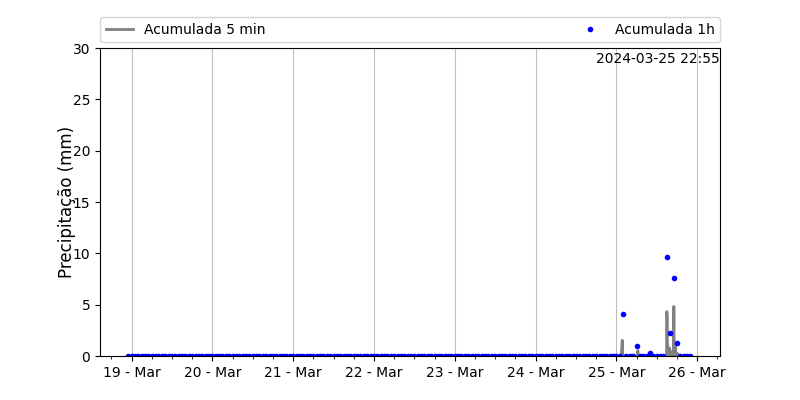 Acumulada 5 min
Acumulada 1h
2024-03-25 22:55
Precipitação (mm)
30
25
20
15
10
5
0
19 - Mar
20 - Mar
21 - Mar
22 - Mar
23 - Mar
24 - Mar
25 - Mar
26 - Mar